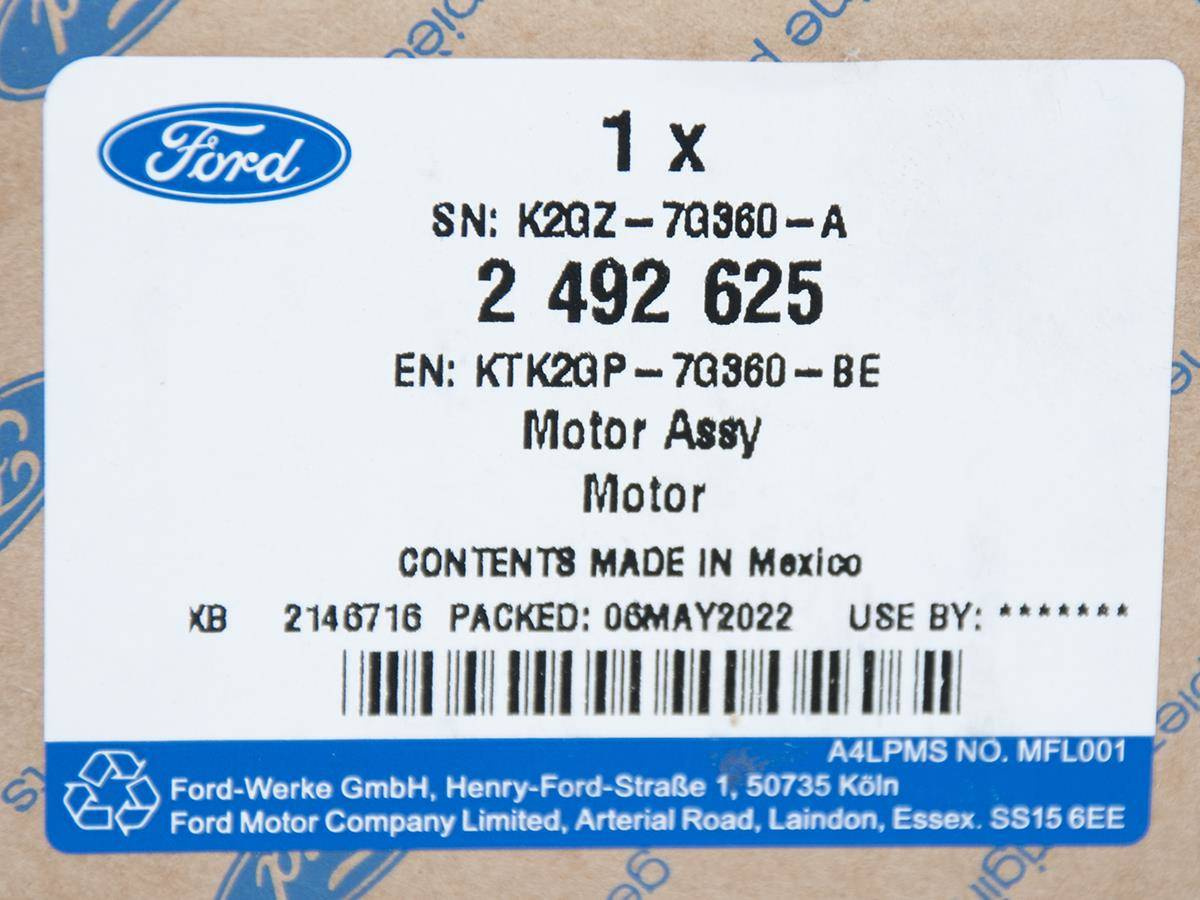 Ford
1 x
SN: K2GZ-7G360-A
2 492 625
EN: KTK2GP-7G360-BE
Motor Assy
Motor
CONTENTS MADE IN Mexico
XB 2146716 PACKED: 06MAY2022 USE BY: *******
A4LPMS NO. MFL001
Ford-Werke GmbH, Henry-Ford-Straße 1, 50735 Köln
Ford Motor Company Limited, Arterial Road, Laindon, Essex. SS15 6EE